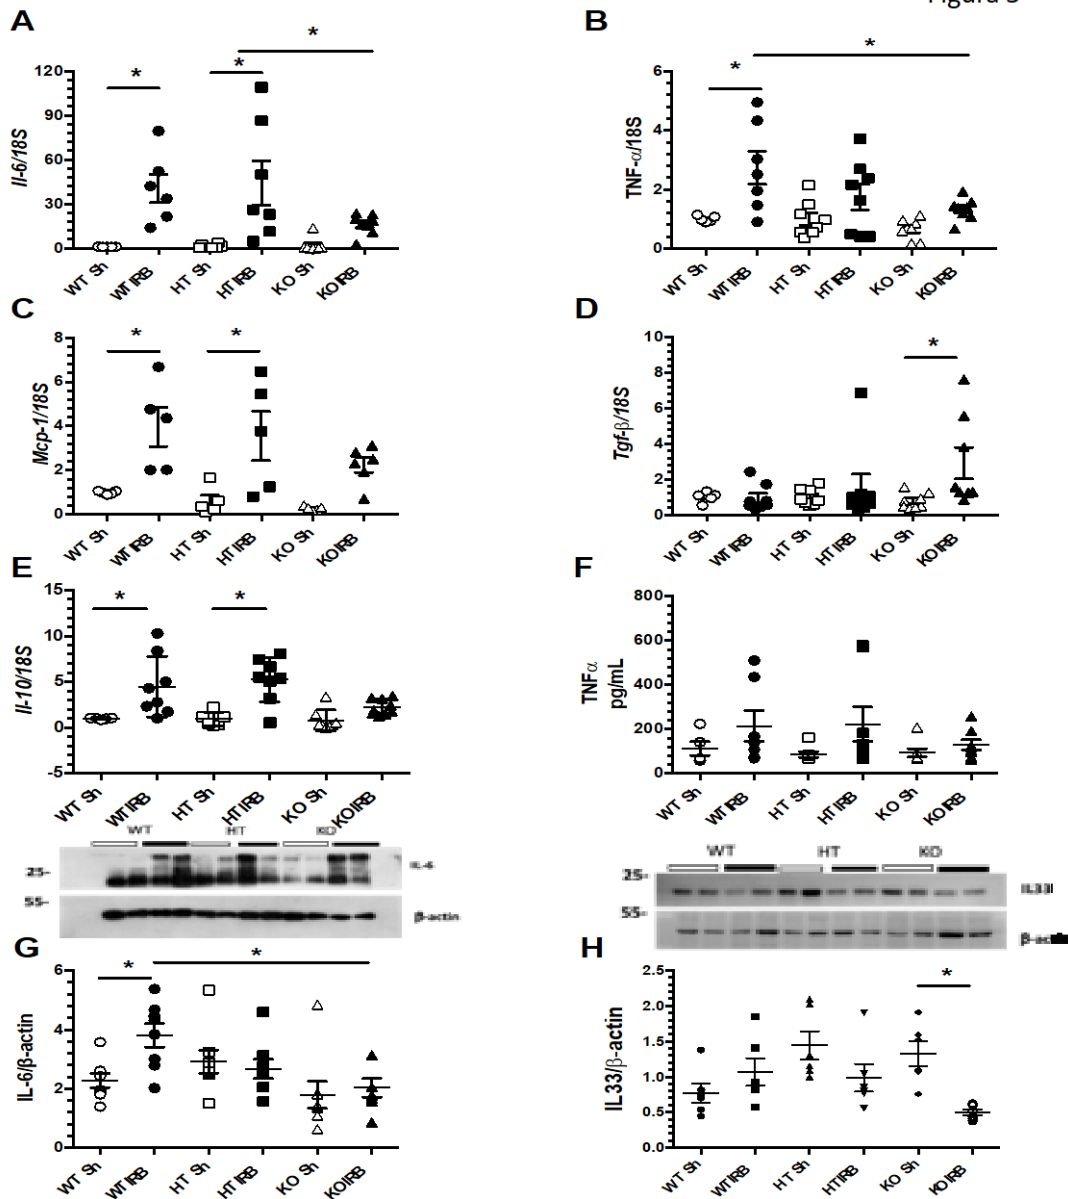 A
B
*
*
*
*
*
*
120
90
60
30
0
Il-6/18S
WT Sh
WT IRB
HT Sh
HT IRB
KO Sh
KO IRB
6
4
2
0
TNF-α/18S
WT Sh
WT IRB
HT Sh
HT IRB
KO Sh
KO IRB
C
D
*
*
*
8
6
4
2
0
Mcp-1/18S
WT Sh
WT IRB
HT Sh
HT IRB
KO Sh
KO IRB
10
8
6
4
2
0
Tgf-β/18S
WT Sh
WT IRB
HT Sh
HT IRB
KO Sh
KO IRB
E
F
*
*
15
10
5
0
-5
Il-10/18S
WT Sh
WT IRB
HT Sh
HT IRB
KO Sh
KO IRB
800
600
400
200
0
TNFα
pg/mL
WT Sh
WT IRB
HT Sh
HT IRB
KO Sh
KO IRB
WT HT KO
25-
IL-6
55-
β-actin
WT HT KO
25-
IL33
55-
G
H
*
*
*
6
4
2
0
IL-6/β-actin
WT Sh
WT IRB
HT Sh
HT IRB
KO Sh
KO IRB
2.5
2.0
1.5
1.0
0.5
0.0
IL33/β-actin
WT Sh
WT IRB
HT Sh
HT IRB
KO Sh
KO IRB